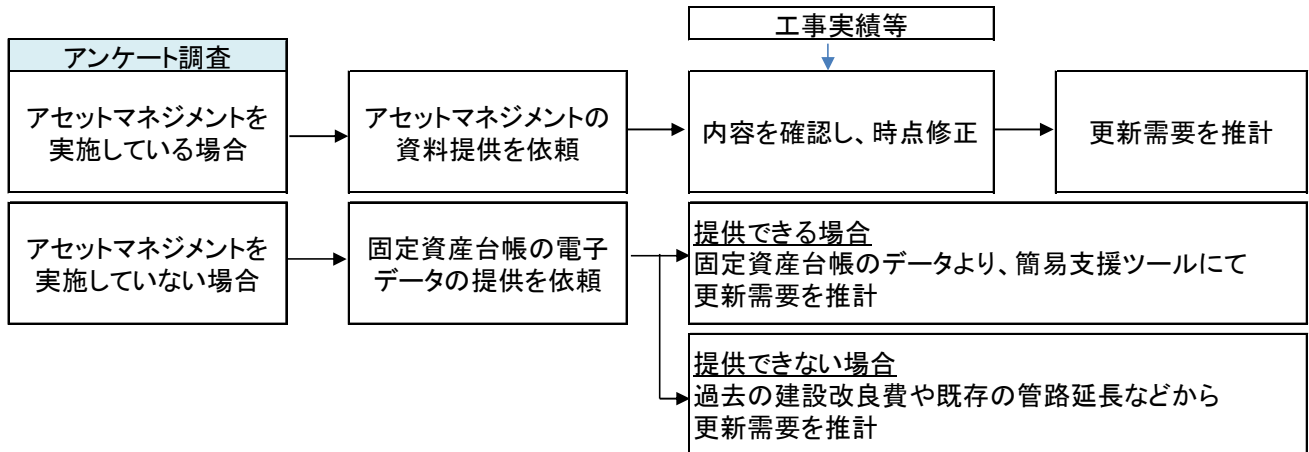 工事実績等
アンケート調査
アセットマネジメントを
実施している場合
アセットマネジメントの
資料提供を依頼
内容を確認し、時点修正
更新需要を推計
アセットマネジメントを
実施していない場合
固定資産台帳の電子
データの提供を依頼
提供できる場合
固定資産台帳のデータより、簡易支援ツールにて
更新需要を推計
提供できない場合
過去の建設改良費や既存の管路延長などから
更新需要を推計